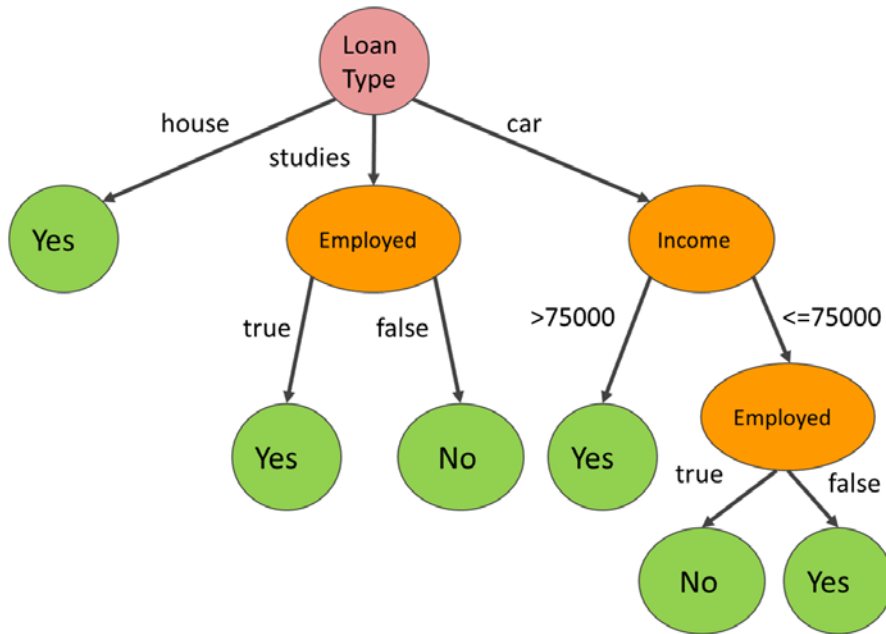 Loan
Type
house
studies
car
Yes
Employed
Income
true
false
>75000
<=75000
Yes
No
Yes
Employed
true
false
No
Yes